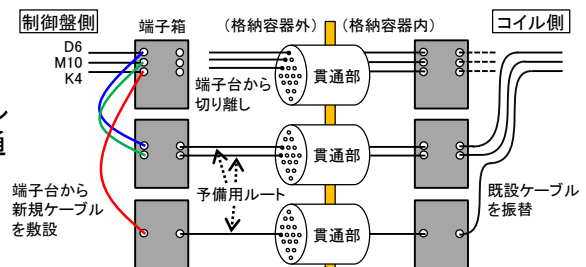 制御盤側
端子箱
(格納容器外)
(格納容器内)
コイル側
D6
M10
K4
貫通部
端子台から
切り離し
ル
通
貫通部
予備用ルート
端子台から
新規ケーブル
を敷設
既設ケーブル
を振替
貫通部